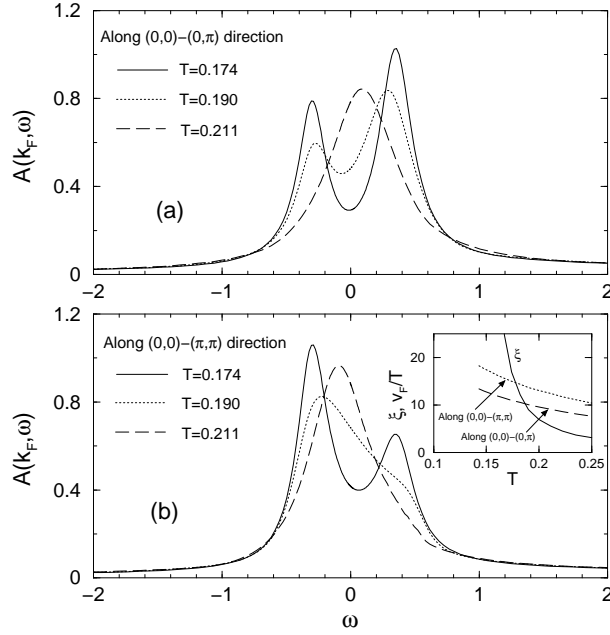 1.2
0.8
0.4
0
A(k_F,ω)
Along (0,0)−(0,π) direction
T=0.174
T=0.190
T=0.211
(a)
−2 −1 0 1 2
1.2
0.8
0.4
0
A(k_F,ω)
Along (0,0)−(π,π) direction
T=0.174
T=0.190
T=0.211
(b)
20
10
0
ξ, v_F/T
ξ
Along (0,0)−(π,π)
Along (0,0)−(0,π)
0.1 0.15 0.2 0.25
T
−2 −1 0 1 2
ω